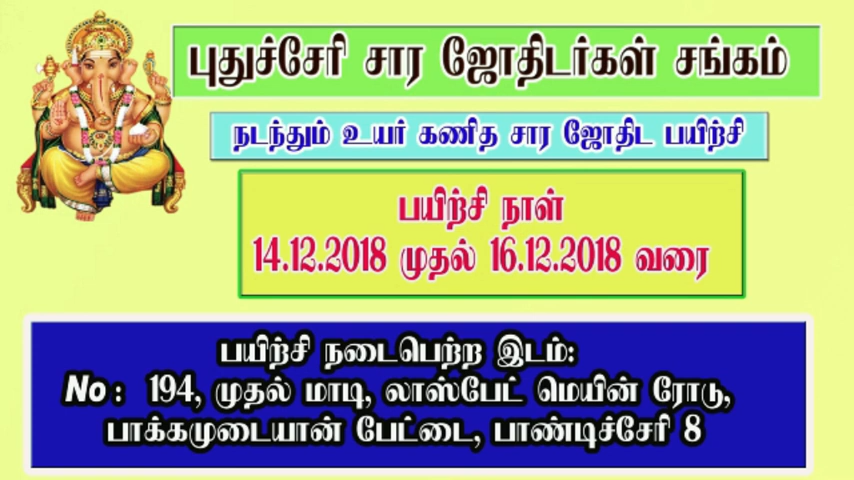 புதுச்சேரி சார ஜோதிடர்கள் சங்கம்
நடந்தும் உயர் கணித சார ஜோதிட பயிற்சி
பயிற்சி நாள்
14.12.2018 முதல் 16.12.2018 வரை
பயிற்சி நடைபெற்ற இடம்:
No : 194, முதல் மாடி, லாஸ்பேட் மெயின் ரோடு,
பாக்கமுடையான் பேட்டை, பாண்டிச்சேரி 8